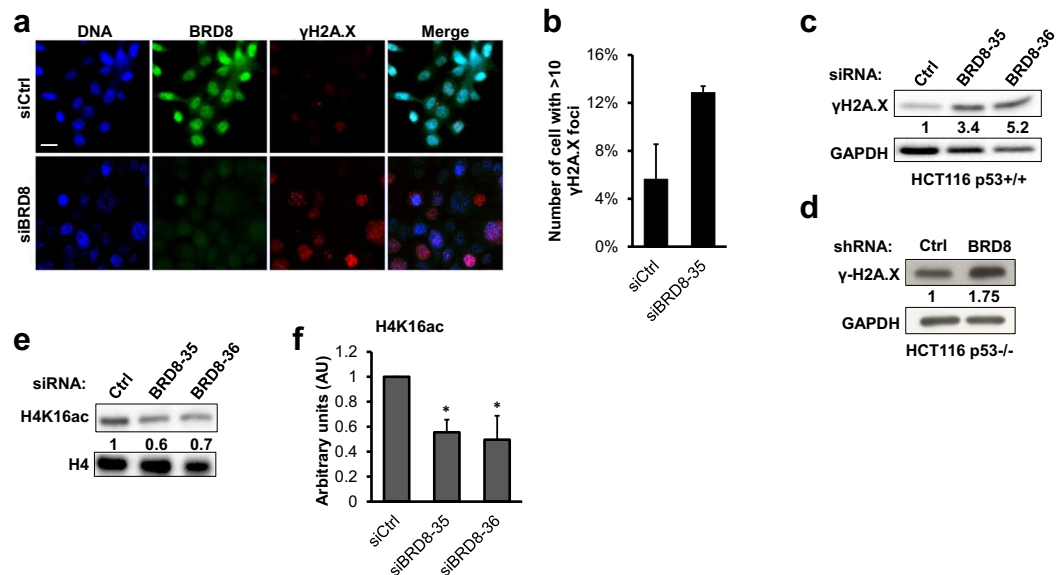 a
DNA BRD8 γH2A.X Merge
siCtrl
siBRD8
b
Number of cell with >10
γH2A.X foci
16%
12%
8%
4%
0%
siCtrl
siBRD8-35
c
siRNA: Ctrl BRD8-35 BRD8-36
γH2A.X
1 3.4 5.2
GAPDH
HCT116 p53+/+
d
shRNA: Ctrl BRD8
γ-H2A.X
1 1.75
GAPDH
HCT116 p53-/-
e
siRNA: Ctrl BRD8-35 BRD8-36
H4K16ac
1 0.6 0.7
H4
f
H4K16ac
Arbitrary units (AU)
1.2
1
0.8
0.6
0.4
0.2
0
* *
siCtrl
siBRD8-35
siBRD8-36